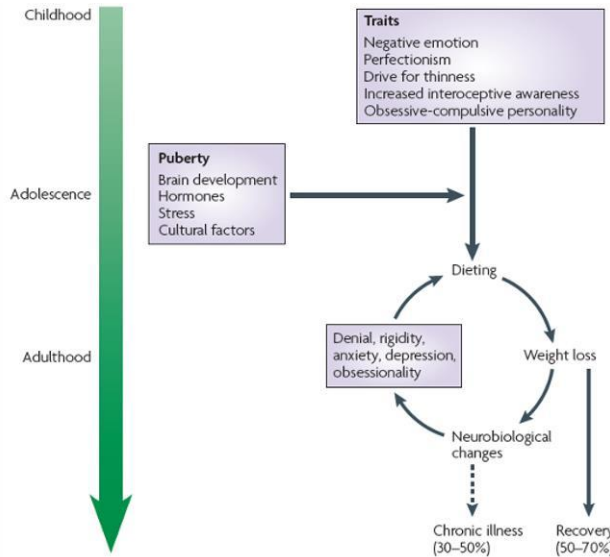 Childhood
Traits
Negative emotion
Perfectionism
Drive for thinness
Increased interoceptive awareness
Obsessive-compulsive personality
Puberty
Brain development
Hormones
Stress
Cultural factors
Adolescence
Dieting
Denial, rigidity,
anxiety, depression,
obsessionality
Adulthood
Weight loss
Neurobiological
changes
Chronic illness
(30–50%)
Recovery
(50–70%)